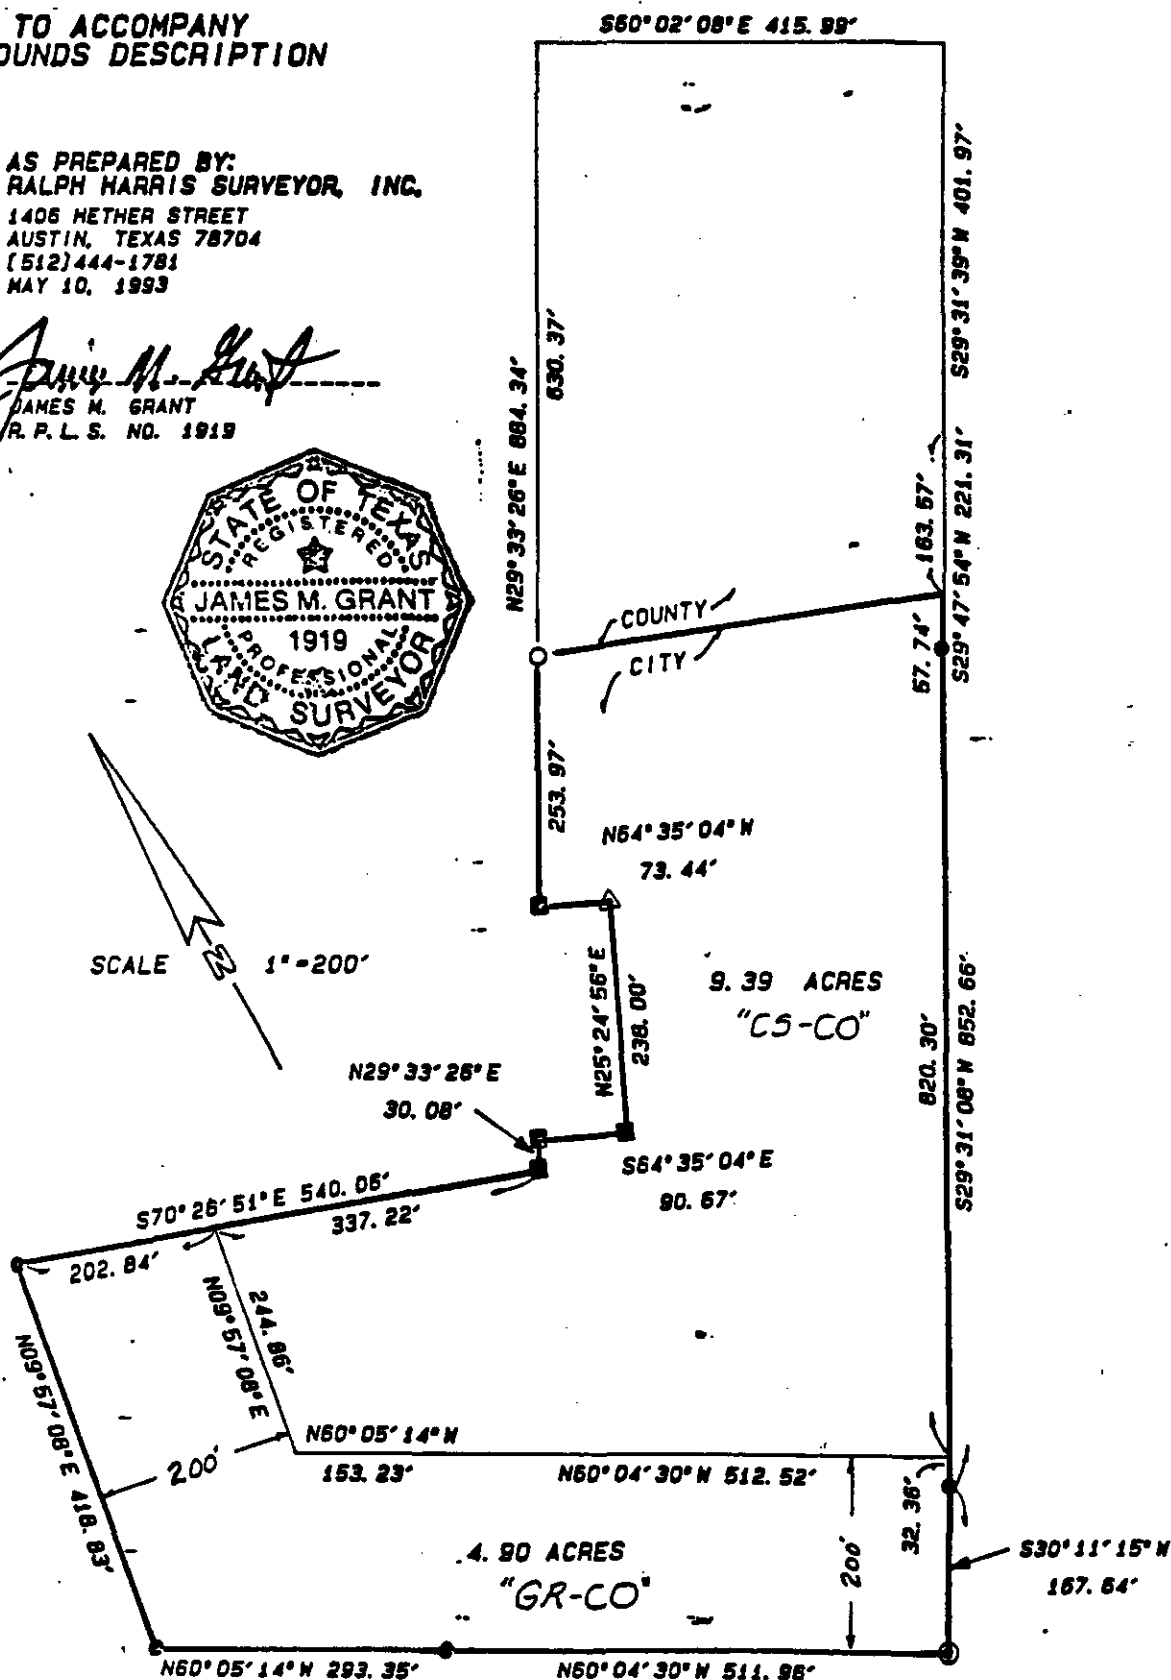 TO ACCOMPANY
OUNDS DESCRIPTION
AS PREPARED BY:
RALPH HARRIS SURVEYOR, INC.
1406 HETHER STREET
AUSTIN, TEXAS 78704
(512)444-1781
MAY 10, 1993
James M. Grant
JAMES M. GRANT
R.P.L.S. NO. 1919
STATE OF TEXAS
REGISTERED
JAMES M. GRANT
1919
PROFESSIONAL
LAND SURVEYOR
SCALE 1"=200'
N
S60°02'08"E 415.99'
S29°31'39"W 401.97'
N29°33'26"E 884.34'
630.37'
163.57'
S29°47'54"W 221.31'
57.74'
COUNTY
CITY
253.97'
N64°35'04"W
73.44'
N25°24'56"E
238.00'
9.39 ACRES
"CS-CO"
820.30'
S29°31'08"W 852.66'
N29°33'26"E
30.08'
S64°35'04"E
90.67'
S70°26'51"E 540.06'
337.22'
202.84'
244.86'
N09°57'08"E
N09°57'08"E 418.83'
200'
N60°05'14"W
153.23'
N60°04'30"W 512.52'
32.36'
200'
S30°11'15"W
167.64'
4.90 ACRES
"GR-CO"
N60°05'14"W 293.35'
N60°04'30"W 511.96'